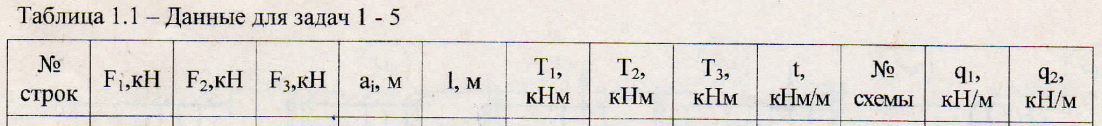 Таблица 1.1 – Данные для задач 1 - 5
№ строк F₁,кН F₂,кН F₃,кН aᵢ, м l, м T₁, кНм T₂, кНм T₃, кНм t, кНм/м № схемы q₁, кН/м q₂, кН/м